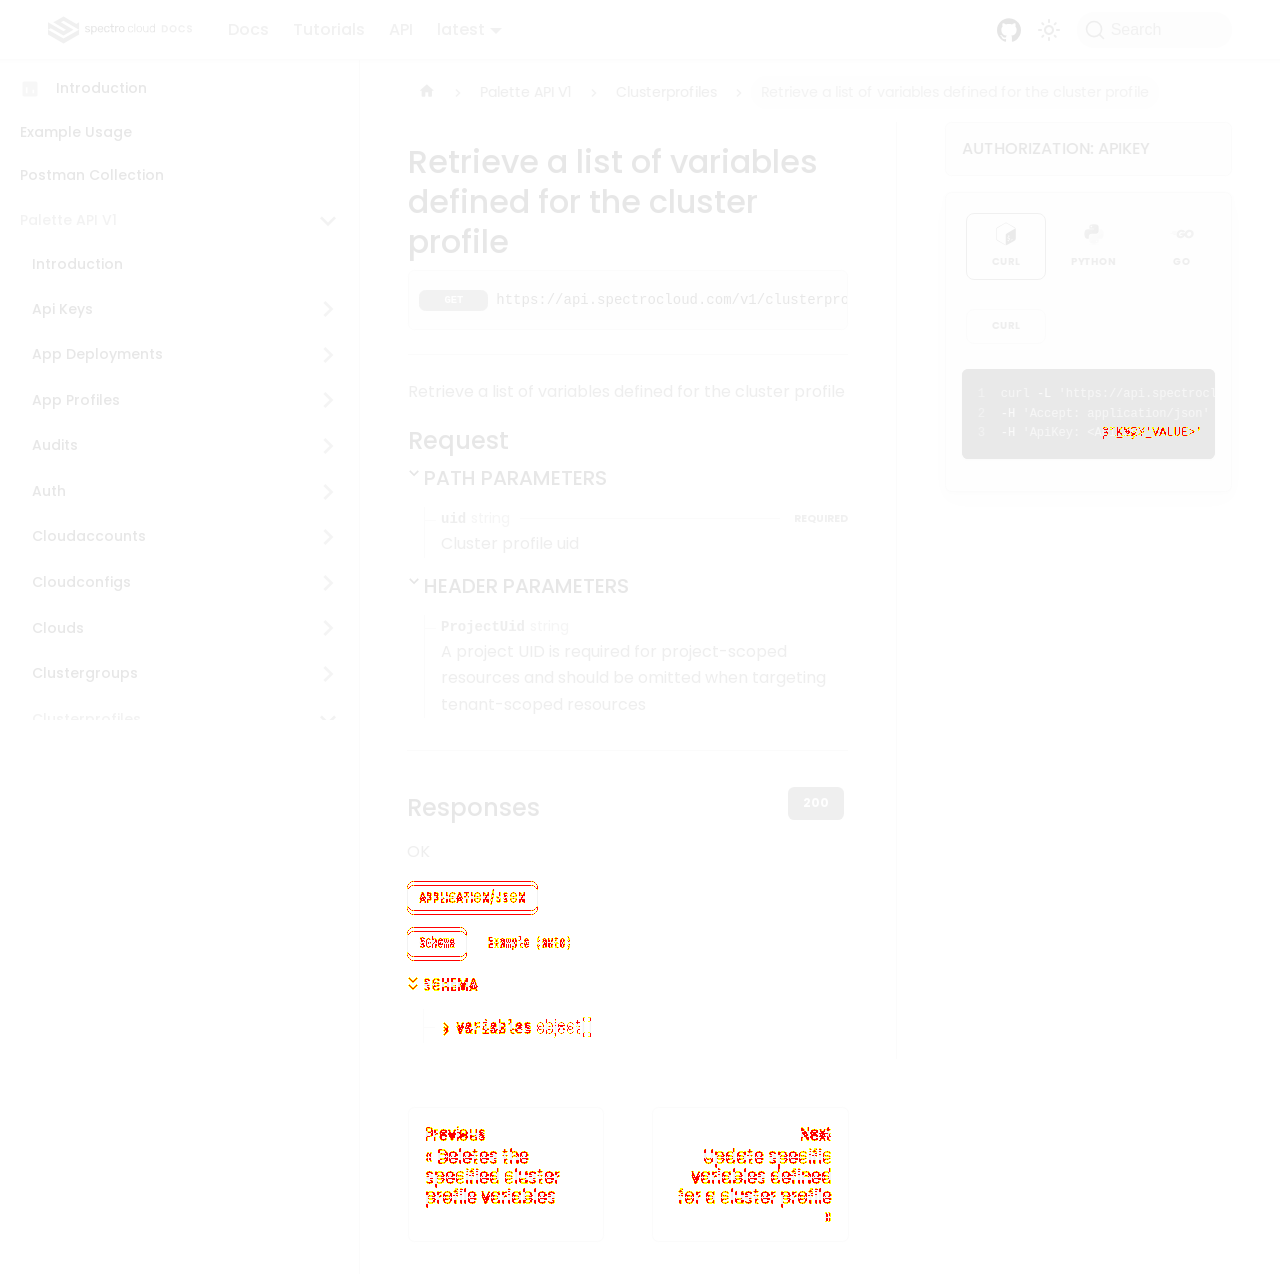 spectro cloud DOCS
Docs Tutorials API latest Search
Introduction
Example Usage
Postman Collection
Palette API V1
Introduction
Api Keys
App Deployments
App Profiles
Audits
Auth
Cloudaccounts
Cloudconfigs
Clouds
Clustergroups
Clusterprofiles
Palette API V1 › Clusterprofiles › Retrieve a list of variables defined for the cluster profile
Retrieve a list of variables
defined for the cluster
profile
GET https://api.spectrocloud.com/v1/clusterpro
Retrieve a list of variables defined for the cluster profile
Request
PATH PARAMETERS
uid string REQUIRED
Cluster profile uid
HEADER PARAMETERS
ProjectUid string
A project UID is required for project-scoped
resources and should be omitted when targeting
tenant-scoped resources
Responses 200
OK
APPLICATION/JSON
Schema Example (auto)
SCHEMA
variables object[]
Previous
« Deletes the
specified cluster
profile variables
Next
Update specific
variables defined
for a cluster profile
»
AUTHORIZATION: APIKEY
CURL PYTHON GO
CURL
1 curl -L 'https://api.spectrocl
2 -H 'Accept: application/json'
3 -H 'ApiKey: <API_KEY_VALUE>'